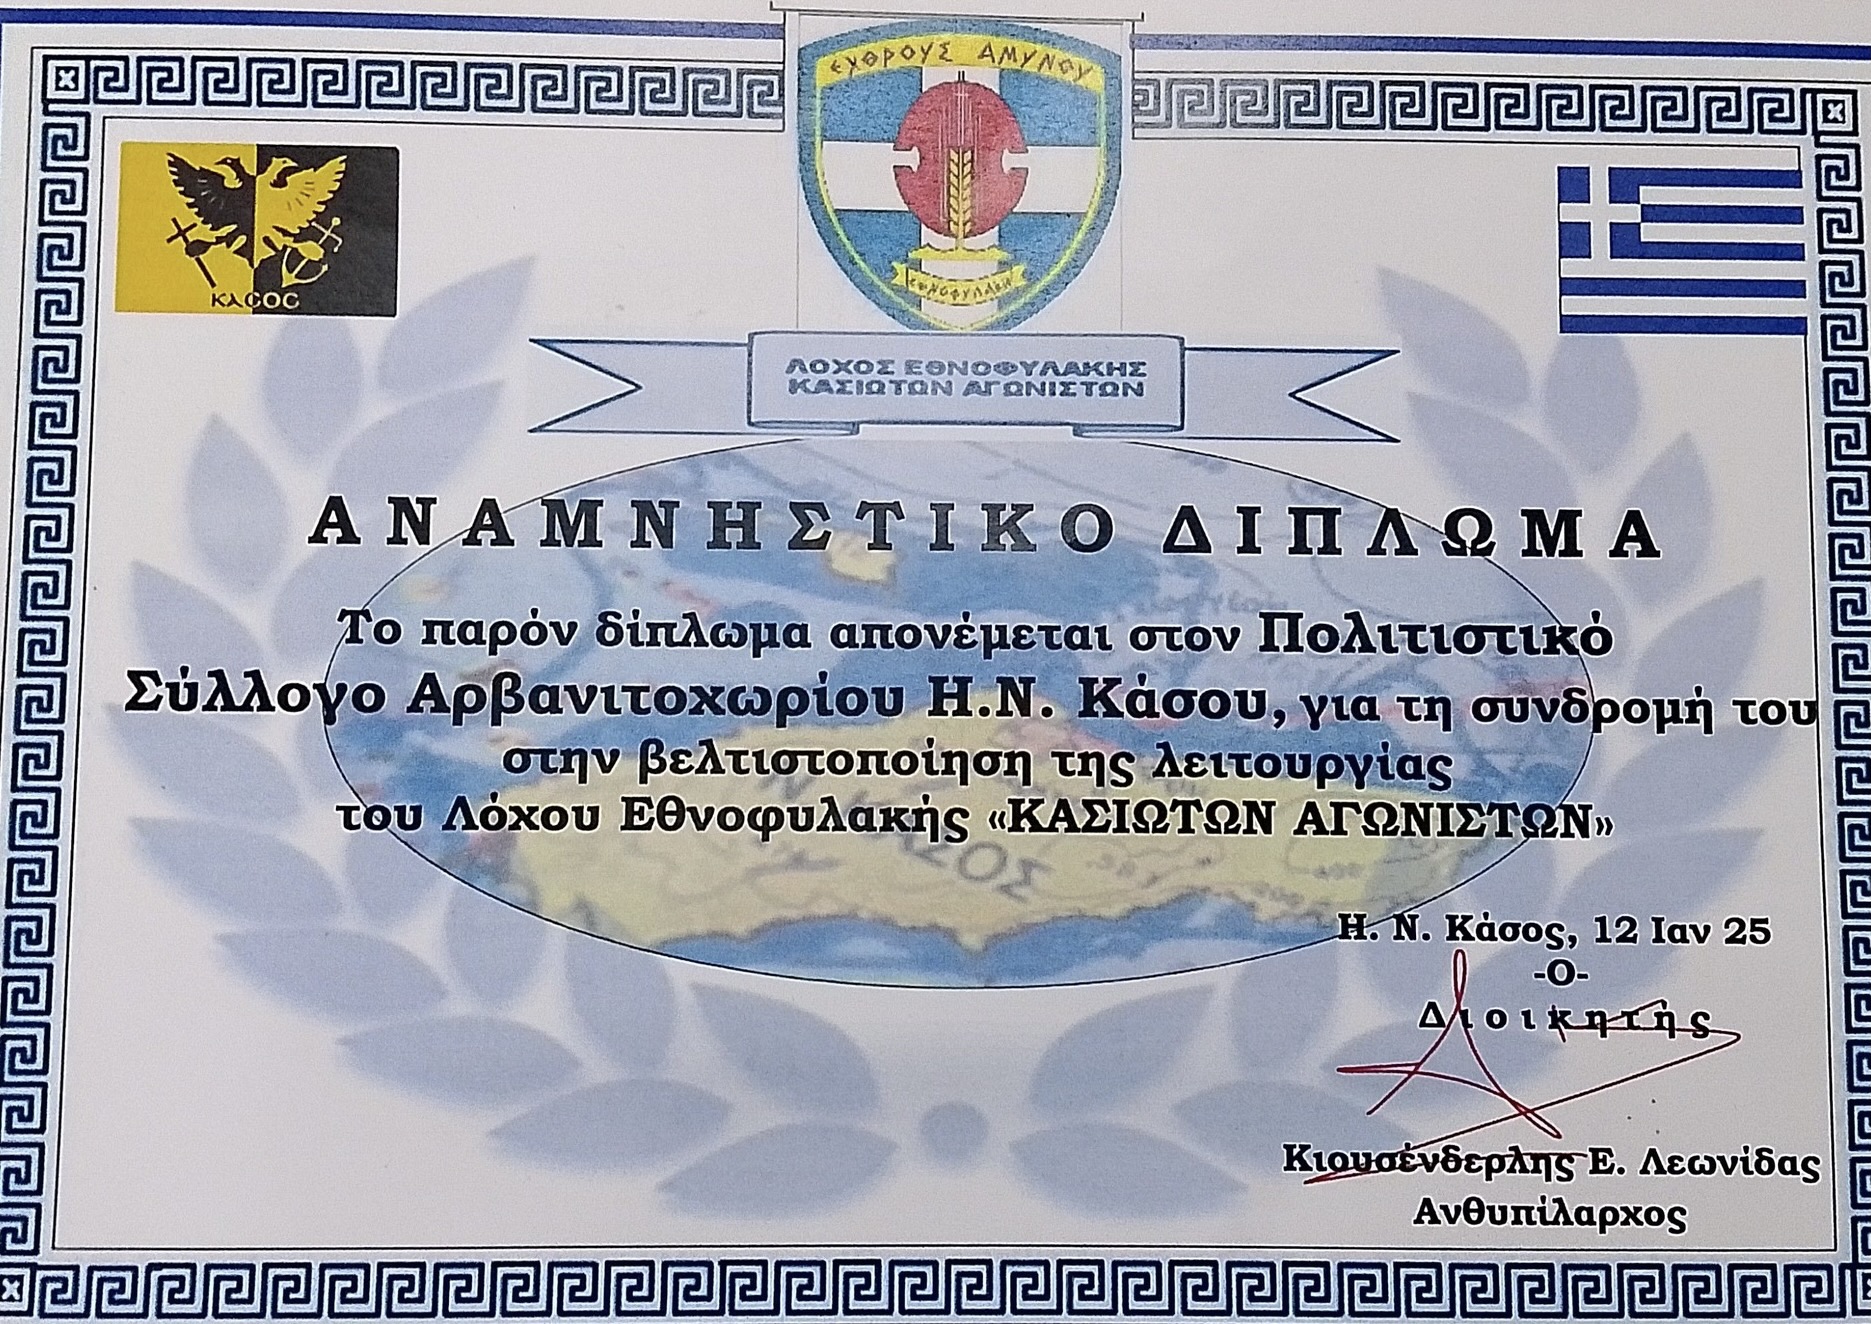 ΕΧΘΡΟΥΣ ΑΜΥΝΟΥ
ΕΘΝΟΦΥΛΑΚΗ
ΚΑΣΟΣ
ΛΟΧΟΣ ΕΘΝΟΦΥΛΑΚΗΣ
ΚΑΣΙΩΤΩΝ ΑΓΩΝΙΣΤΩΝ
ΑΝΑΜΝΗΣΤΙΚΟ ΔΙΠΛΩΜΑ
Το παρόν δίπλωμα απονέμεται στον Πολιτιστικό
Σύλλογο Αρβανιτοχωρίου Η.Ν. Κάσου, για τη συνδρομή του
στην βελτιστοποίηση της λειτουργίας
του Λόχου Εθνοφυλακής «ΚΑΣΙΩΤΩΝ ΑΓΩΝΙΣΤΩΝ»
Ν. ΚΑΣΟΣ
Η. Ν. Κάσος, 12 Ιαν 25
-Ο-
Διοικητής
Κιουσένδερλης Ε. Λεωνίδας
Ανθυπίλαρχος